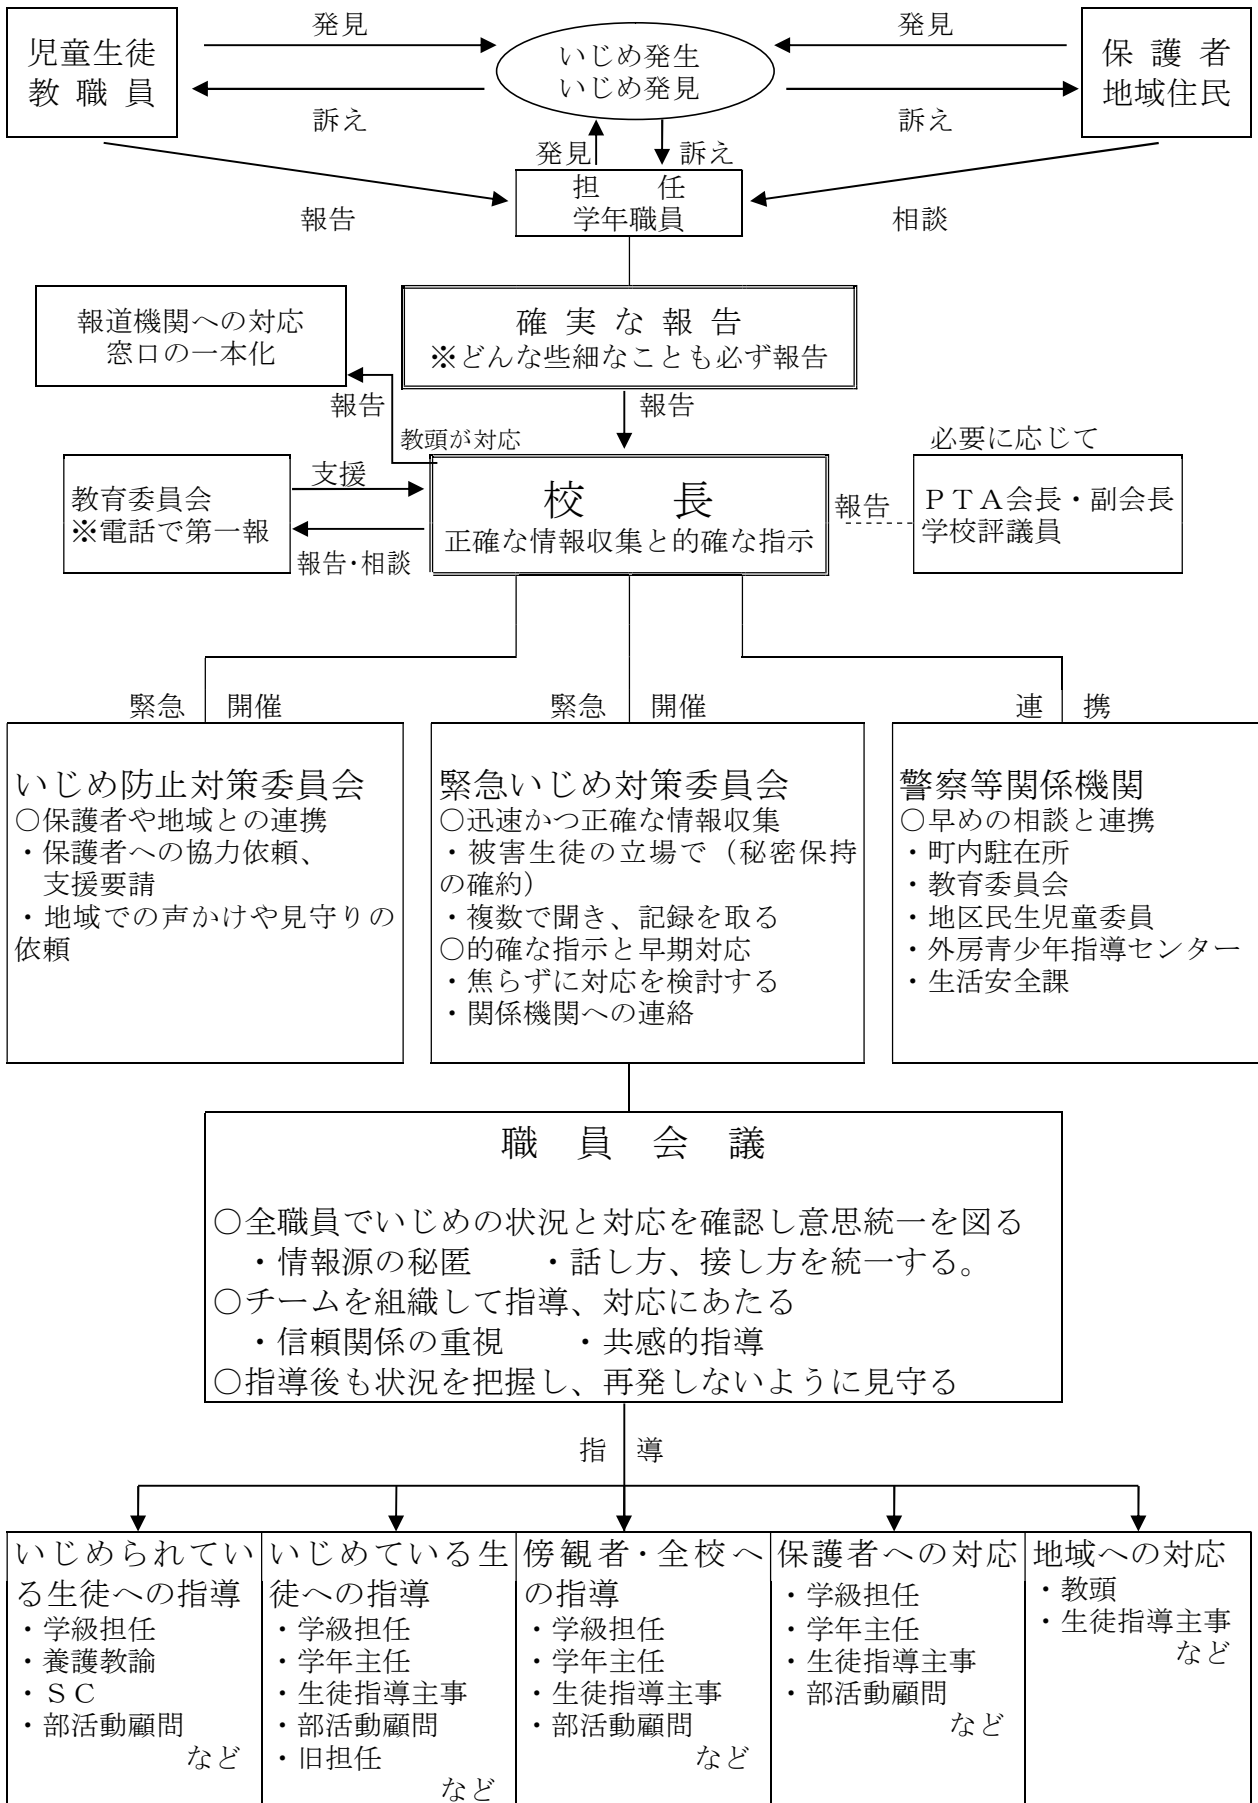 発見
発見
児童生徒
教職員
いじめ発生
いじめ発見
保護者
地域住民
訴え
訴え
発見
訴え
担　　任
学年職員
報告
相談
報道機関への対応
窓口の一本化
確実な報告
※どんな些細なことも必ず報告
報告
報告
教頭が対応
必要に応じて
教育委員会
※電話で第一報
支援
報告・相談
校　　長
正確な情報収集と的確な指示
報告
ＰＴＡ会長・副会長
学校評議員
緊急　開催
緊急　開催
連　携
いじめ防止対策委員会
○保護者や地域との連携
・保護者への協力依頼、
支援要請
・地域での声かけや見守りの
依頼
緊急いじめ対策委員会
○迅速かつ正確な情報収集
・被害生徒の立場で（秘密保持
の確約）
・複数で聞き、記録を取る
○的確な指示と早期対応
・焦らずに対応を検討する
・関係機関への連絡
警察等関係機関
○早めの相談と連携
・町内駐在所
・教育委員会
・地区民生児童委員
・外房青少年指導センター
・生活安全課
職　員　会　議
○全職員でいじめの状況と対応を確認し意思統一を図る
・情報源の秘匿　　・話し方、接し方を統一する。
○チームを組織して指導、対応にあたる
・信頼関係の重視　　・共感的指導
○指導後も状況を把握し、再発しないように見守る
指　導
いじめられてい
る生徒への指導
・学級担任
・養護教諭
・ＳＣ
・部活動顧問
など
いじめている生
徒への指導
・学級担任
・学年主任
・生徒指導主事
・部活動顧問
・旧担任
など
傍観者・全校へ
の指導
・学級担任
・学年主任
・生徒指導主事
・部活動顧問
など
保護者への対応
・学級担任
・学年主任
・生徒指導主事
・部活動顧問
など
地域への対応
・教頭
・生徒指導主事
など